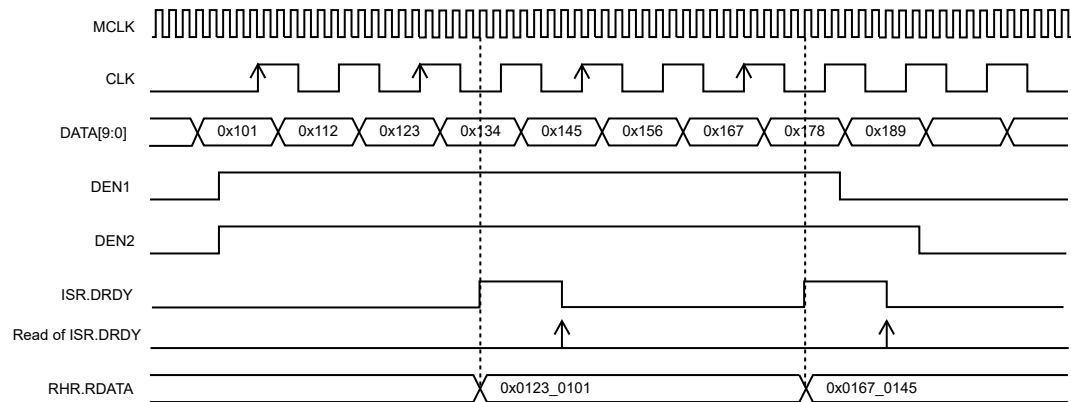 MCLK
CLK
DATA[9:0] 0x101 0x112 0x123 0x134 0x145 0x156 0x167 0x178 0x189
DEN1
DEN2
ISR.DRDY
Read of ISR.DRDY
RHR.RDATA 0x0123_0101 0x0167_0145